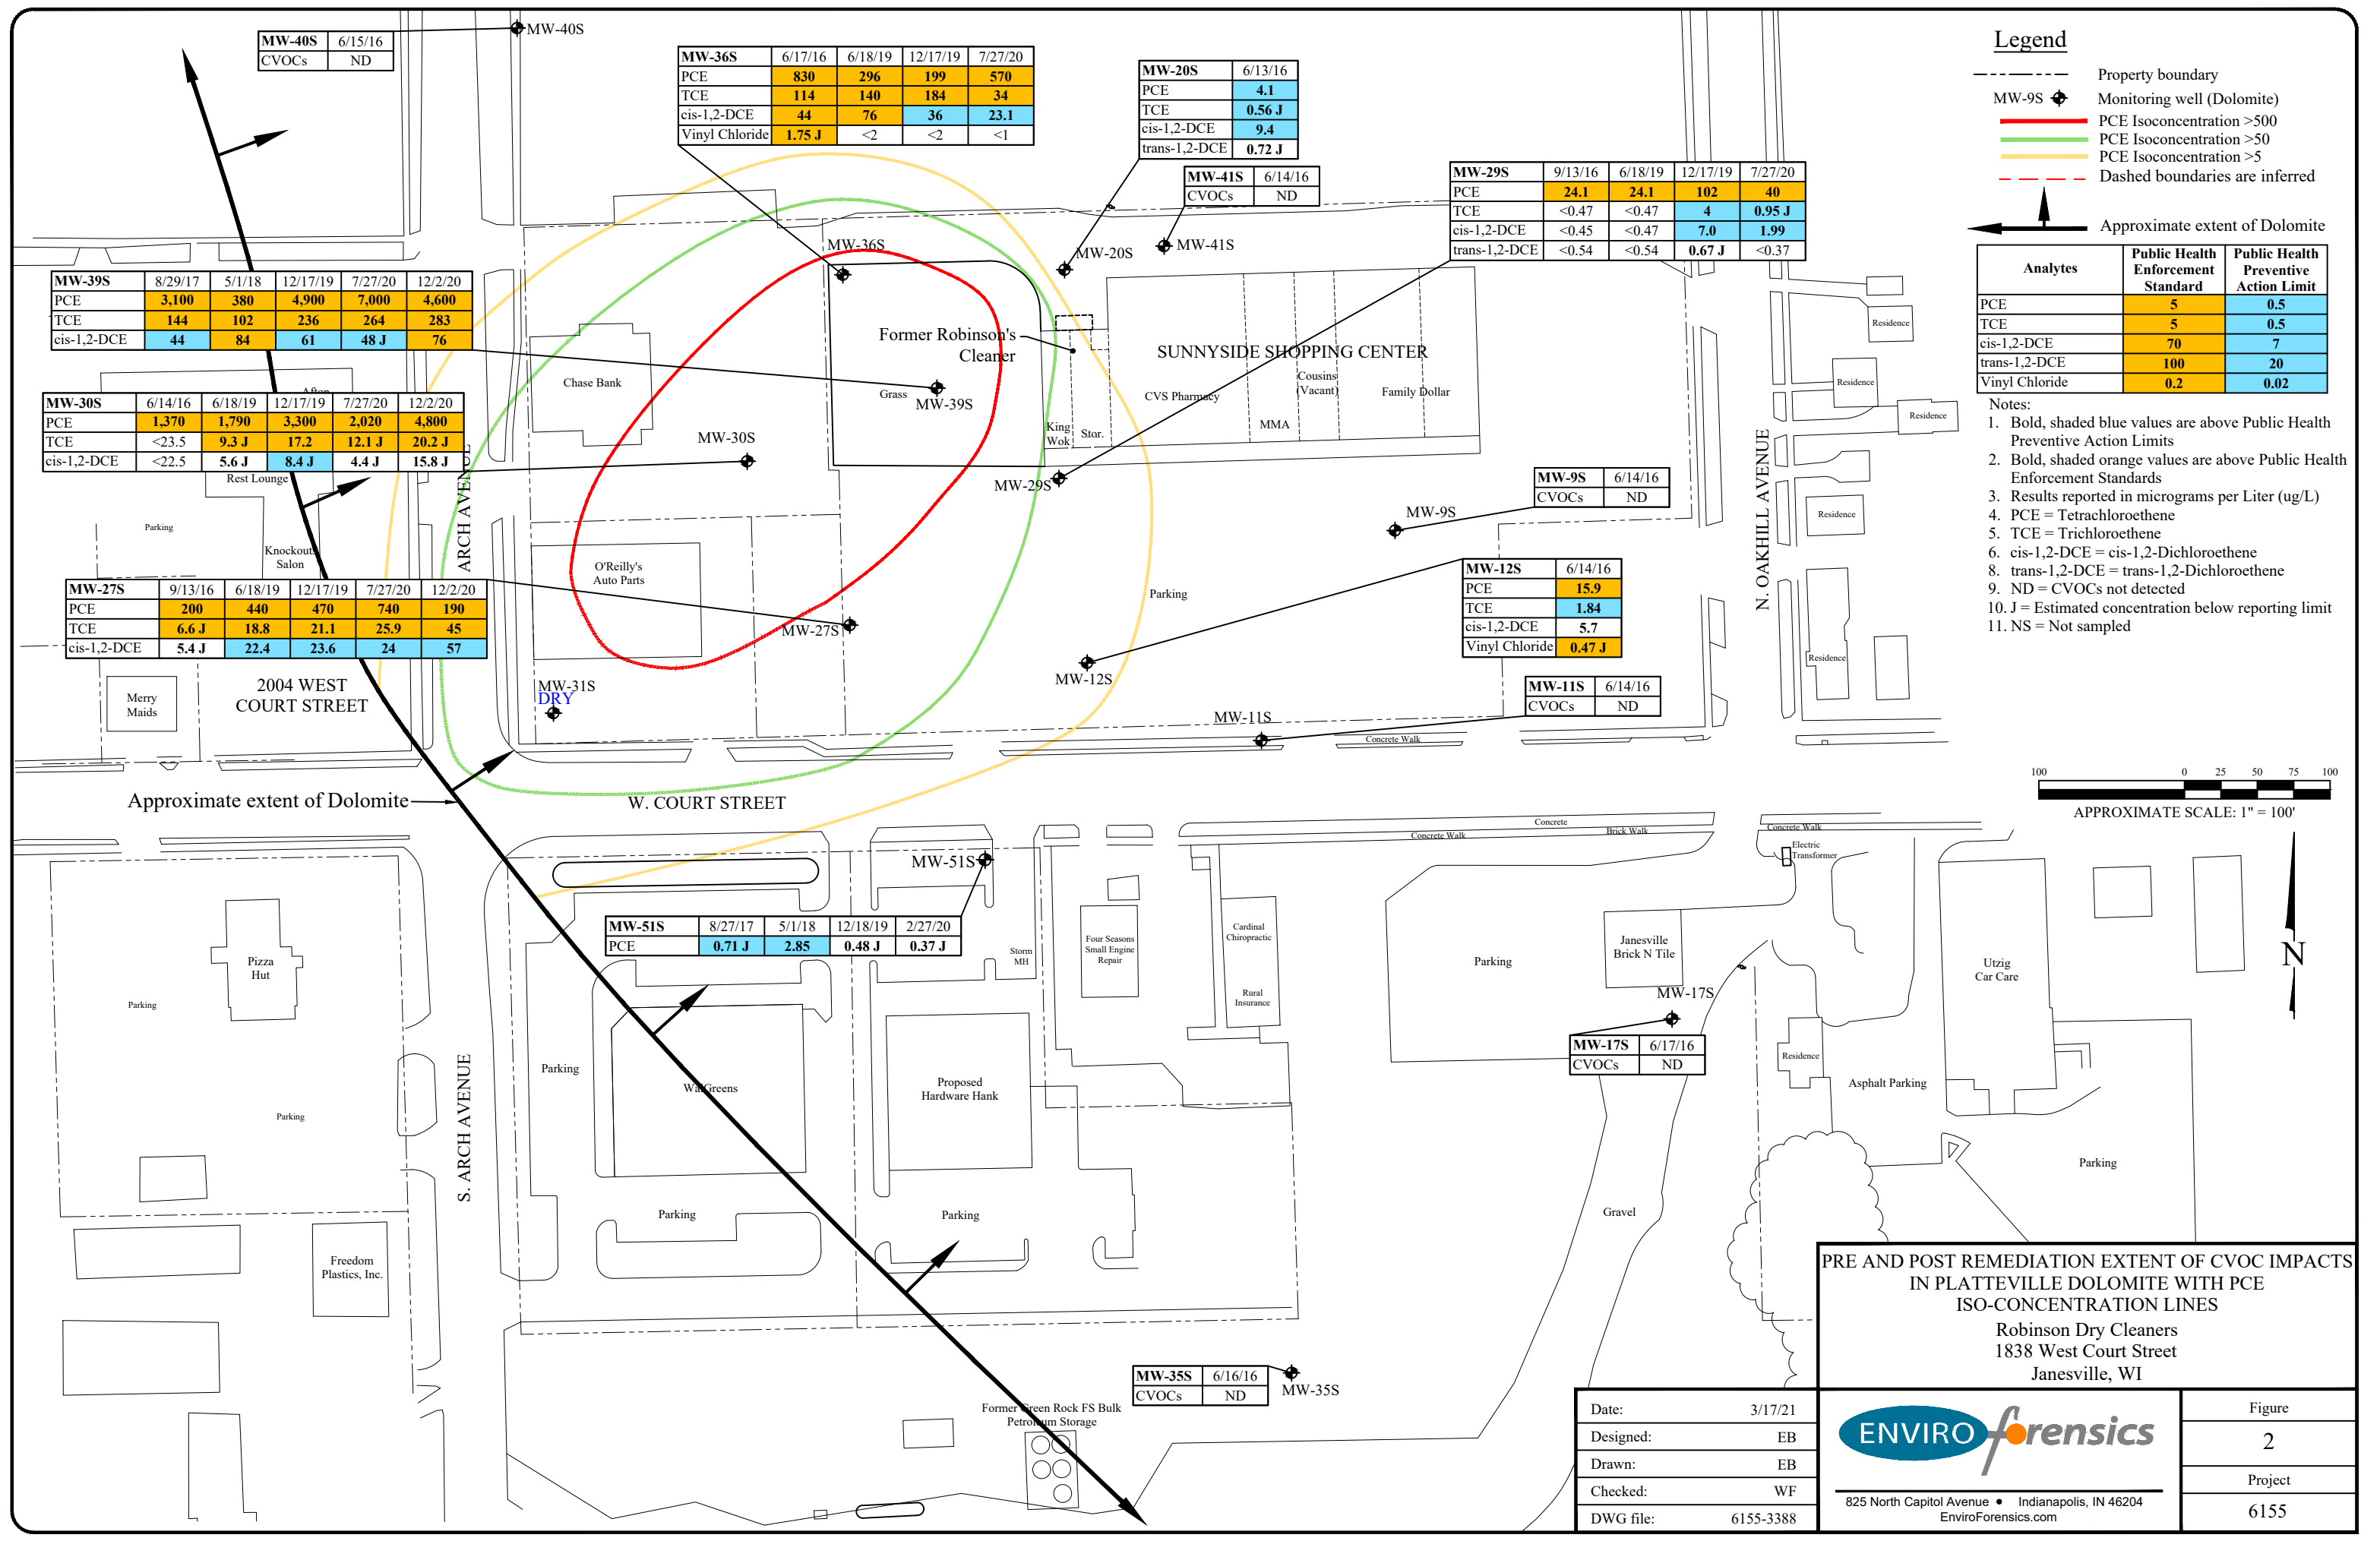 MW-40S 6/15/16
CVOCs ND
MW-40S
MW-36S 6/17/16 6/18/19 12/17/19 7/27/20
PCE 830 296 199 570
TCE 114 140 184 34
cis-1,2-DCE 44 76 36 23.1
Vinyl Chloride 1.75 J <2 <2 <1
MW-20S 6/13/16
PCE 4.1
TCE 0.56 J
cis-1,2-DCE 9.4
trans-1,2-DCE 0.72 J
MW-41S 6/14/16
CVOCs ND
MW-29S 9/13/16 6/18/19 12/17/19 7/27/20
PCE 24.1 24.1 102 40
TCE <0.47 <0.47 4 0.95 J
cis-1,2-DCE <0.45 <0.47 7.0 1.99
trans-1,2-DCE <0.54 <0.54 0.67 J <0.37
Legend
Property boundary
MW-9S Monitoring well (Dolomite)
PCE Isoconcentration >500
PCE Isoconcentration >50
PCE Isoconcentration >5
Dashed boundaries are inferred
Approximate extent of Dolomite
Analytes
Public Health Enforcement Standard
Public Health Preventive Action Limit
PCE 5 0.5
TCE 5 0.5
cis-1,2-DCE 70 7
trans-1,2-DCE 100 20
Vinyl Chloride 0.2 0.02
Notes:
1. Bold, shaded blue values are above Public Health
Preventive Action Limits
2. Bold, shaded orange values are above Public Health
Enforcement Standards
3. Results reported in micrograms per Liter (ug/L)
4. PCE = Tetrachloroethene
5. TCE = Trichloroethene
6. cis-1,2-DCE = cis-1,2-Dichloroethene
8. trans-1,2-DCE = trans-1,2-Dichloroethene
9. ND = CVOCs not detected
10. J = Estimated concentration below reporting limit
11. NS = Not sampled
MW-36S
MW-20S
MW-41S
MW-39S 8/29/17 5/1/18 12/17/19 7/27/20 12/2/20
PCE 3,100 380 4,900 7,000 4,600
TCE 144 102 236 264 283
cis-1,2-DCE 44 84 61 48 J 76
Former Robinson's
Cleaner
SUNNYSIDE SHOPPING CENTER
Chase Bank
Grass
MW-39S
CVS Pharmacy
Cousins
(Vacant)
Family Dollar
MMA
King
Wok
Stor.
Residence
Residence
Residence
Residence
Residence
Afton
MW-30S 6/14/16 6/18/19 12/17/19 7/27/20 12/2/20
PCE 1,370 1,790 3,300 2,020 4,800
TCE <23.5 9.3 J 17.2 12.1 J 20.2 J
cis-1,2-DCE <22.5 5.6 J 8.4 J 4.4 J 15.8 J
MW-30S
MW-29S
Rest Lounge
Parking
Knockouts
Salon
ARCH AVENUE
N. OAKHILL AVENUE
MW-9S
MW-9S 6/14/16
CVOCs ND
O'Reilly's
Auto Parts
Parking
MW-12S 6/14/16
PCE 15.9
TCE 1.84
cis-1,2-DCE 5.7
Vinyl Chloride 0.47 J
MW-27S 9/13/16 6/18/19 12/17/19 7/27/20 12/2/20
PCE 200 440 470 740 190
TCE 6.6 J 18.8 21.1 25.9 45
cis-1,2-DCE 5.4 J 22.4 23.6 24 57
MW-27S
MW-12S
MW-11S 6/14/16
CVOCs ND
MW-11S
MW-31S
DRY
Merry
Maids
2004 WEST
COURT STREET
Concrete Walk
Approximate extent of Dolomite
W. COURT STREET
100 0 25 50 75 100
APPROXIMATE SCALE: 1" = 100'
Concrete
Concrete Walk
Brick Walk
Concrete Walk
Electric
Transformer
MW-51S
MW-51S 8/27/17 5/1/18 12/18/19 2/27/20
PCE 0.71 J 2.85 0.48 J 0.37 J
Storm
MH
Four Seasons
Small Engine
Repair
Cardinal
Chiropractic
Rural
Insurance
Parking
Janesville
Brick N Tile
Utzig
Car Care
N
Pizza
Hut
Parking
Parking
MW-17S
MW-17S 6/17/16
CVOCs ND
Residence
Asphalt Parking
Parking
Parking
WalGreens
Proposed
Hardware Hank
S. ARCH AVENUE
Parking
Parking
Gravel
Freedom
Plastics, Inc.
MW-35S 6/16/16
CVOCs ND
MW-35S
Former Green Rock FS Bulk
Petroleum Storage
PRE AND POST REMEDIATION EXTENT OF CVOC IMPACTS
IN PLATTEVILLE DOLOMITE WITH PCE
ISO-CONCENTRATION LINES
Robinson Dry Cleaners
1838 West Court Street
Janesville, WI
Date: 3/17/21
Designed: EB
Drawn: EB
Checked: WF
DWG file: 6155-3388
ENVIRO forensics
825 North Capitol Avenue • Indianapolis, IN 46204
EnviroForensics.com
Figure
2
Project
6155